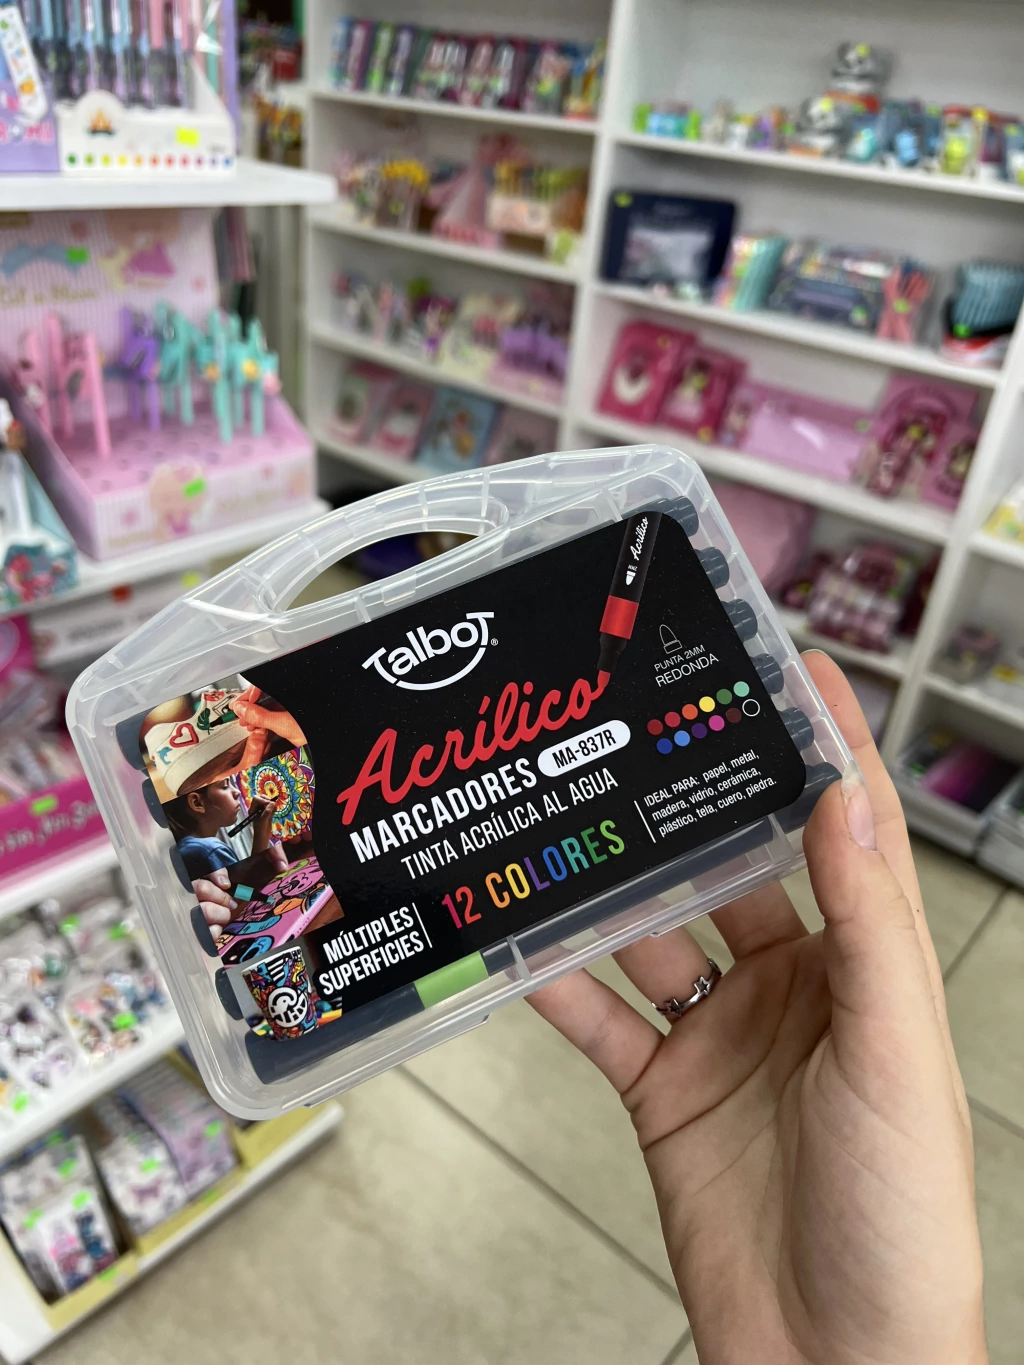 TalboT®
Acrílico
MARCADORES MA-837R
TINTA ACRÍLICA AL AGUA
12 COLORES
MÚLTIPLES
SUPERFICIES
Acrílico
PUNTA 2MM
REDONDA
IDEAL PARA: papel, metal,
madera, vidrio, cerámica,
plástico, tela, cuero, piedra.